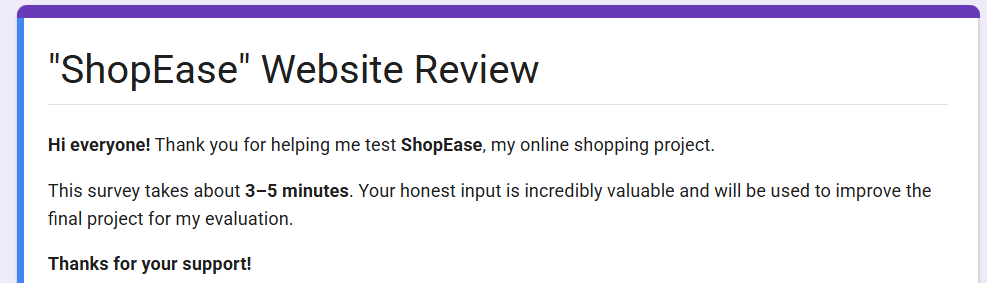 "ShopEase" Website Review
Hi everyone! Thank you for helping me test ShopEase, my online shopping project.
This survey takes about 3–5 minutes. Your honest input is incredibly valuable and will be used to improve the
final project for my evaluation.
Thanks for your support!